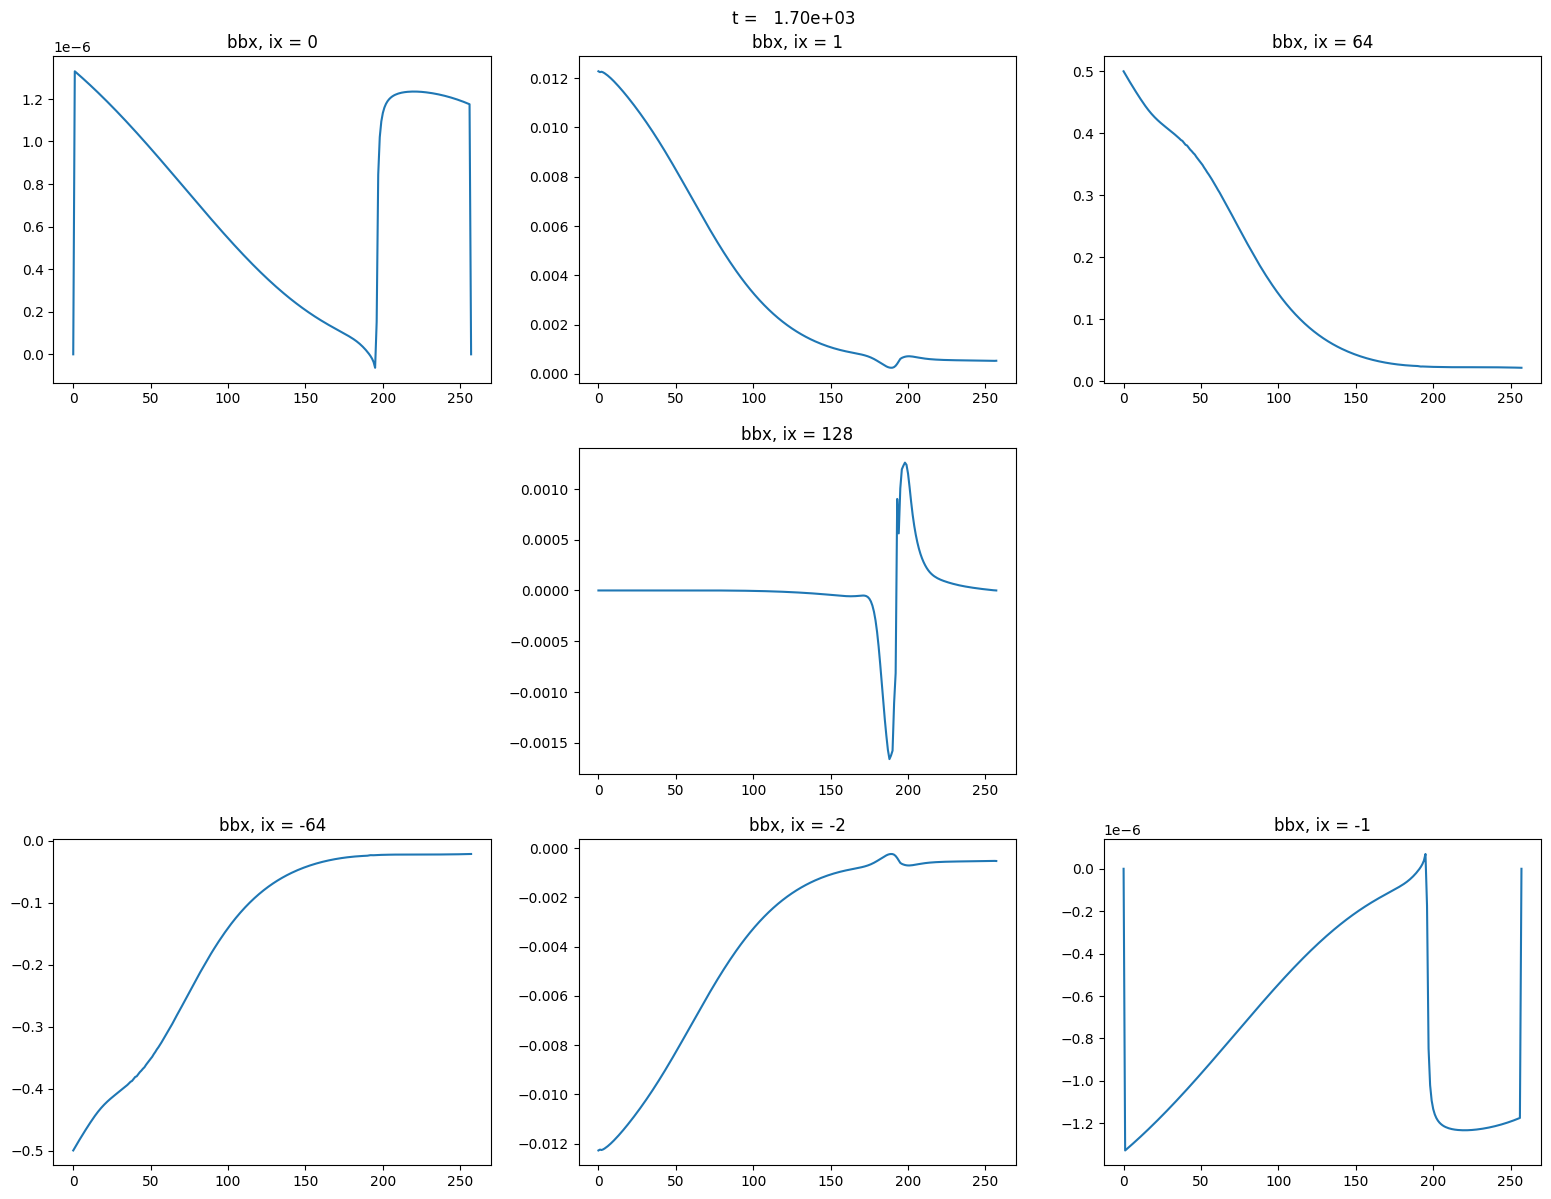 t =   1.70e+03
bbx, ix = 0
1e−6
1.2
1.0
0.8
0.6
0.4
0.2
0.0
0 50 100 150 200 250
bbx, ix = 1
0.012
0.010
0.008
0.006
0.004
0.002
0.000
0 50 100 150 200 250
bbx, ix = 64
0.5
0.4
0.3
0.2
0.1
0.0
0 50 100 150 200 250
bbx, ix = 128
0.0010
0.0005
0.0000
−0.0005
−0.0010
−0.0015
0 50 100 150 200 250
bbx, ix = -64
0.0
−0.1
−0.2
−0.3
−0.4
−0.5
0 50 100 150 200 250
bbx, ix = -2
0.000
−0.002
−0.004
−0.006
−0.008
−0.010
−0.012
0 50 100 150 200 250
bbx, ix = -1
1e−6
0.0
−0.2
−0.4
−0.6
−0.8
−1.0
−1.2
0 50 100 150 200 250